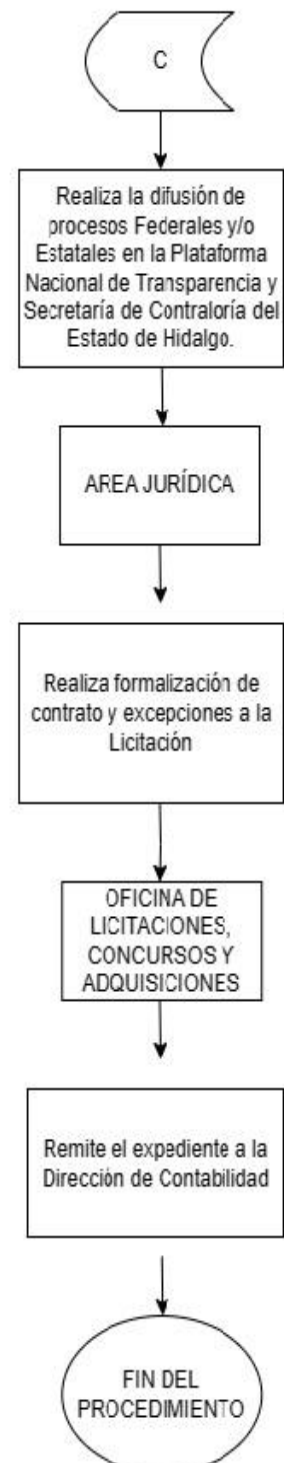 C
Realiza la difusión de
procesos Federales y/o
Estatales en la Plataforma
Nacional de Transparencia y
Secretaría de Contraloría del
Estado de Hidalgo.
AREA JURÍDICA
Realiza formalización de
contrato y excepciones a la
Licitación
OFICINA DE
LICITACIONES,
CONCURSOS Y
ADQUISICIONES
Remite el expediente a la
Dirección de Contabilidad
FIN DEL
PROCEDIMIENTO